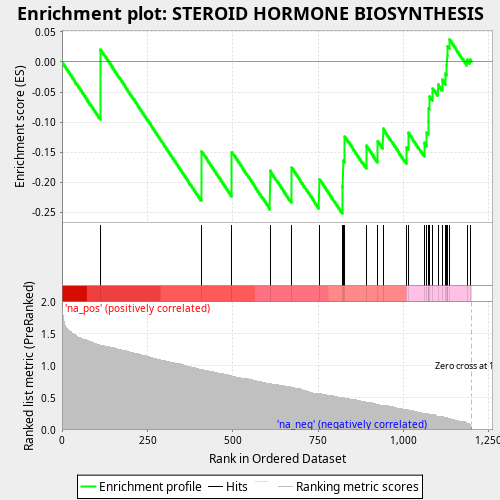 Enrichment plot: STEROID HORMONE BIOSYNTHESIS
Enrichment score (ES)
0.05
0.00
-0.05
-0.10
-0.15
-0.20
-0.25
'na_pos' (positively correlated)
Ranked list metric (PreRanked)
2.0
1.5
1.0
0.5
0.0
Zero cross at 1
'na_neg' (negatively correlated)
0
250
500
750
1,000
1,250
Rank in Ordered Dataset
Enrichment profile
Hits
Ranking metric scores